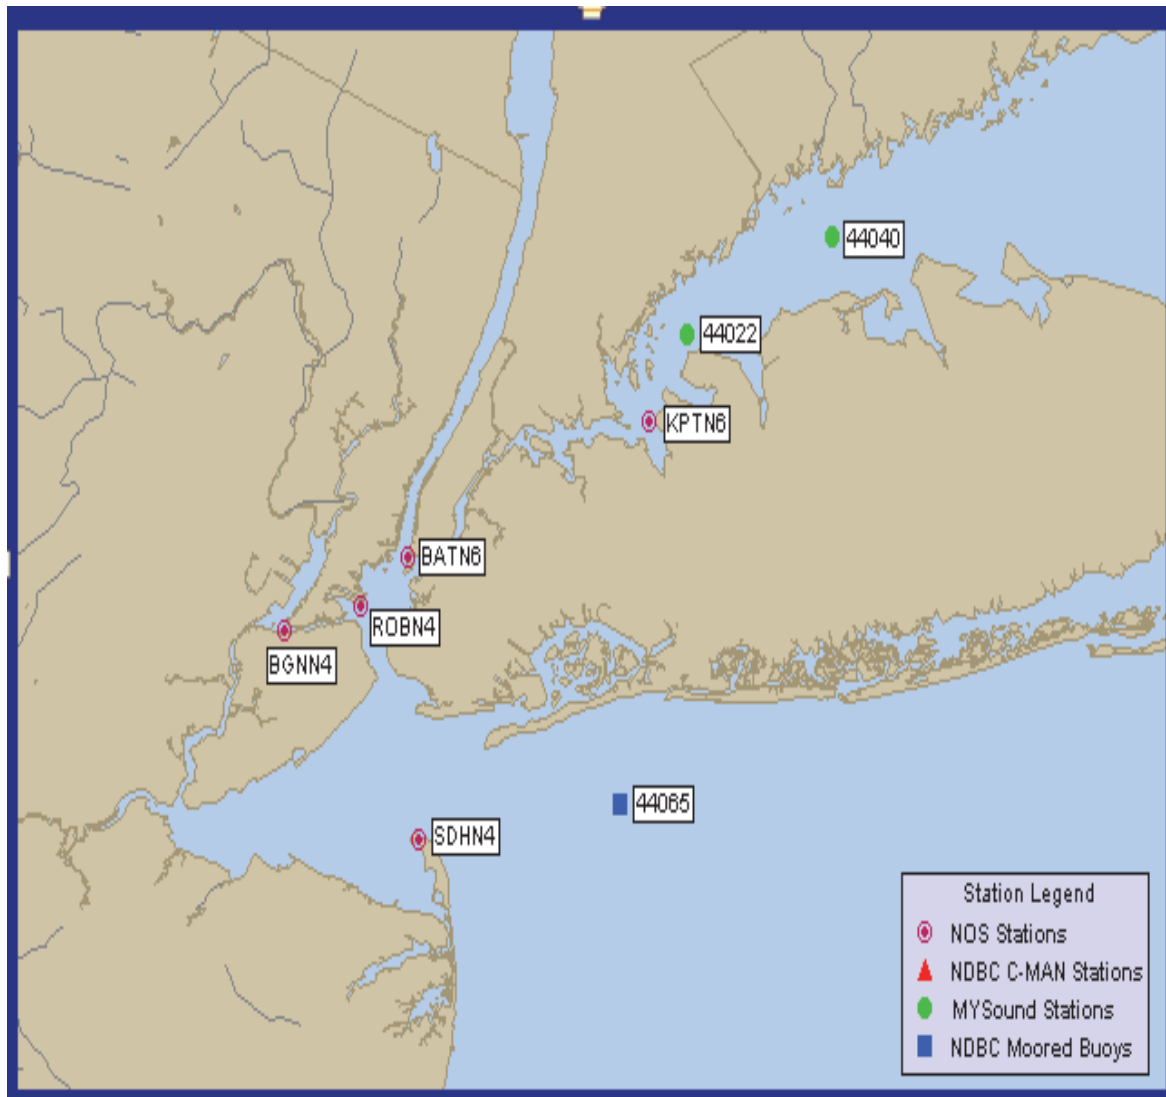 44040
44022
KPTN6
BATN6
ROBN4
BGNN4
44065
SDHN4
Station Legend
NOS Stations
NDBC C-MAN Stations
MYSound Stations
NDBC Moored Buoys